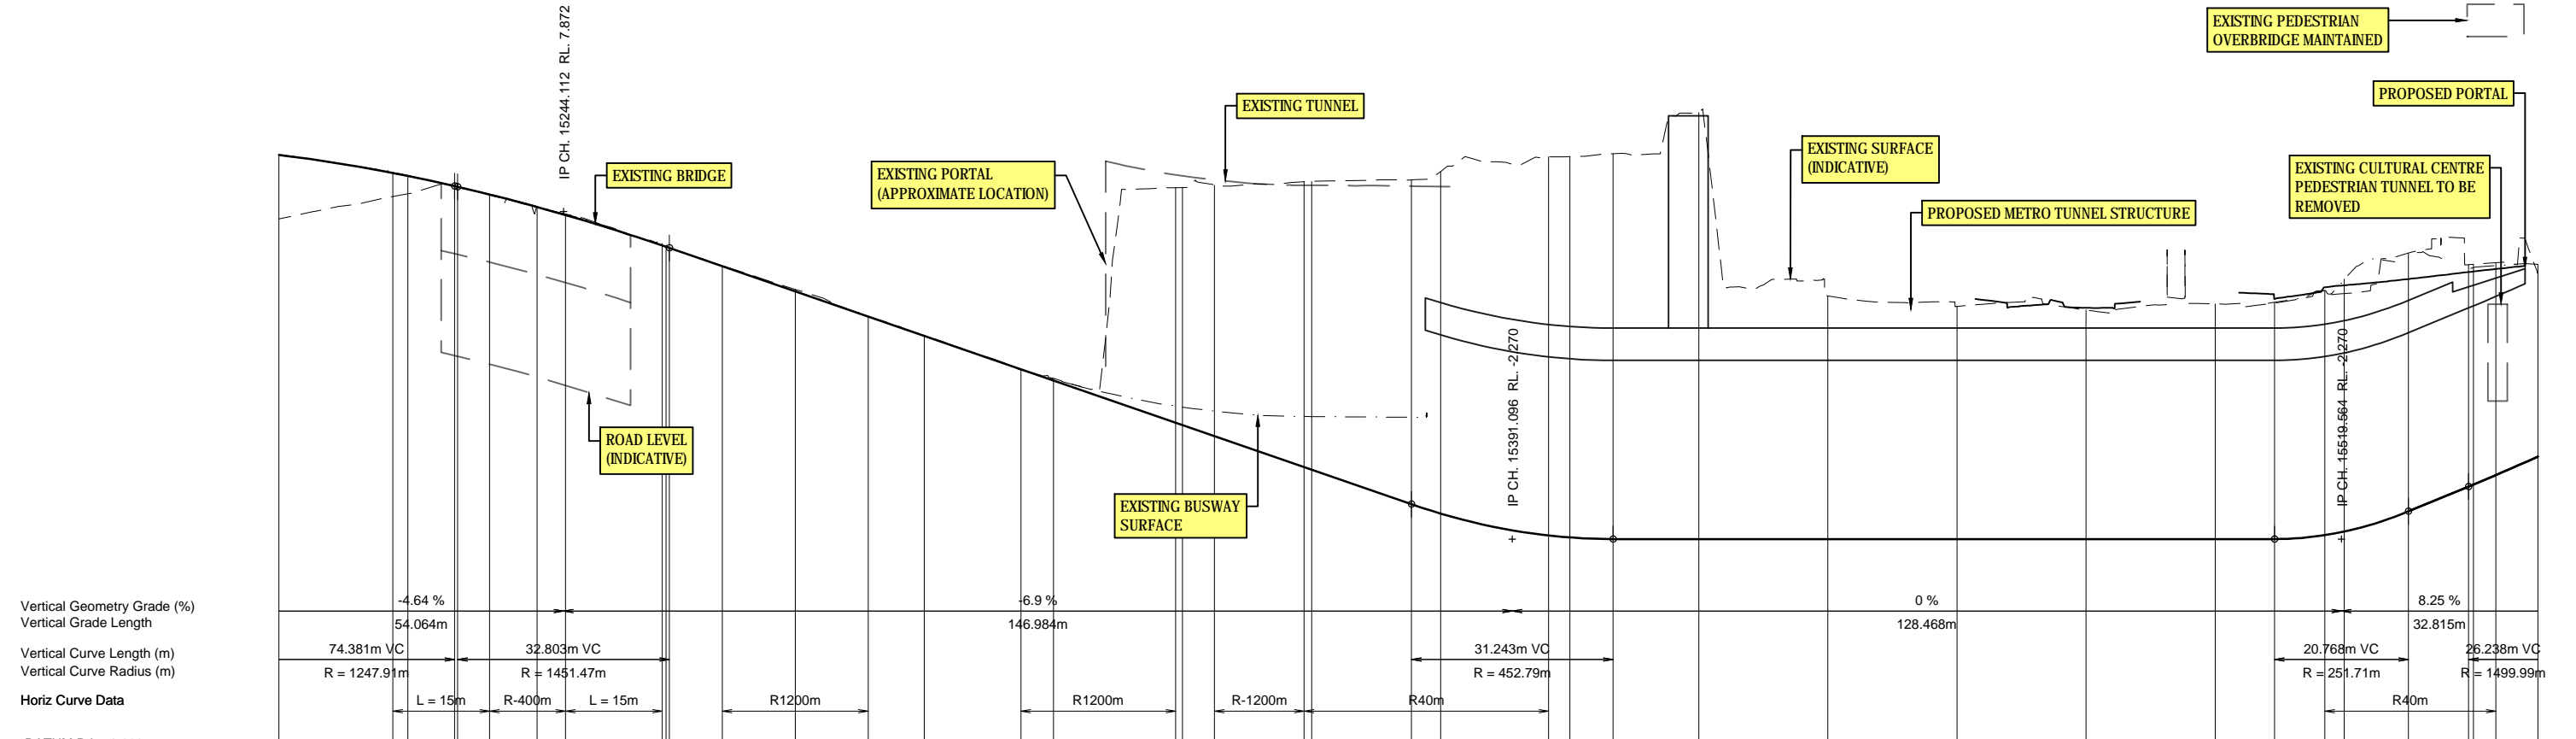 IP CH. 15244.112 RL. 7.872
EXISTING PEDESTRIAN
OVERBRIDGE MAINTAINED
EXISTING TUNNEL
PROPOSED PORTAL
EXISTING BRIDGE
EXISTING PORTAL
(APPROXIMATE LOCATION)
EXISTING SURFACE
(INDICATIVE)
EXISTING CULTURAL CENTRE
PEDESTRIAN TUNNEL TO BE
REMOVED
PROPOSED METRO TUNNEL STRUCTURE
IP CH. 15391.096 RL. -2.270
IP CH. 15519.564 RL. -2.270
ROAD LEVEL
(INDICATIVE)
EXISTING BUSWAY
SURFACE
Vertical Geometry Grade (%)
-4.64 %
-6.9 %
0 %
8.25 %
Vertical Grade Length
54.064m
146.984m
128.468m
32.815m
Vertical Curve Length (m)
74.381m VC
32.803m VC
31.243m VC
20.768m VC
26.238m VC
Vertical Curve Radius (m)
R = 1247.91m
R = 1451.47m
R = 452.79m
R = 251.71m
R = 1499.99m
Horiz Curve Data
L = 15m
R-400m
L = 15m
R1200m
R1200m
R-1200m
R40m
R40m